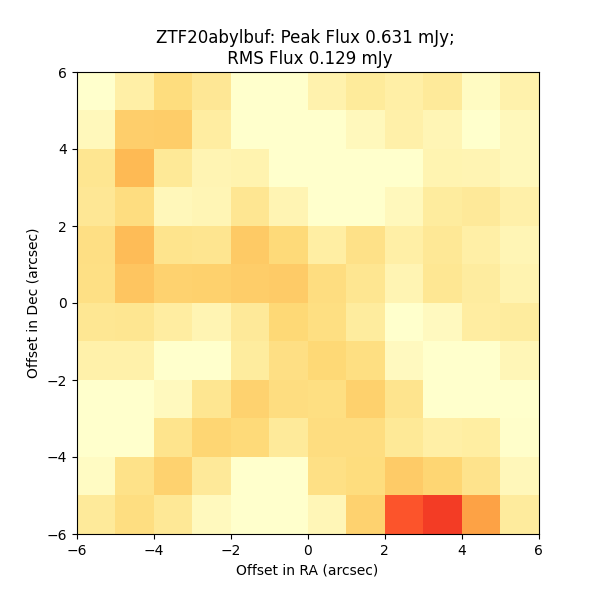 ZTF20abylbuf: Peak Flux 0.631 mJy;
RMS Flux 0.129 mJy
6
4
2
0
−2
−4
−6
Offset in Dec (arcsec)
−6 −4 −2 0 2 4 6
Offset in RA (arcsec)